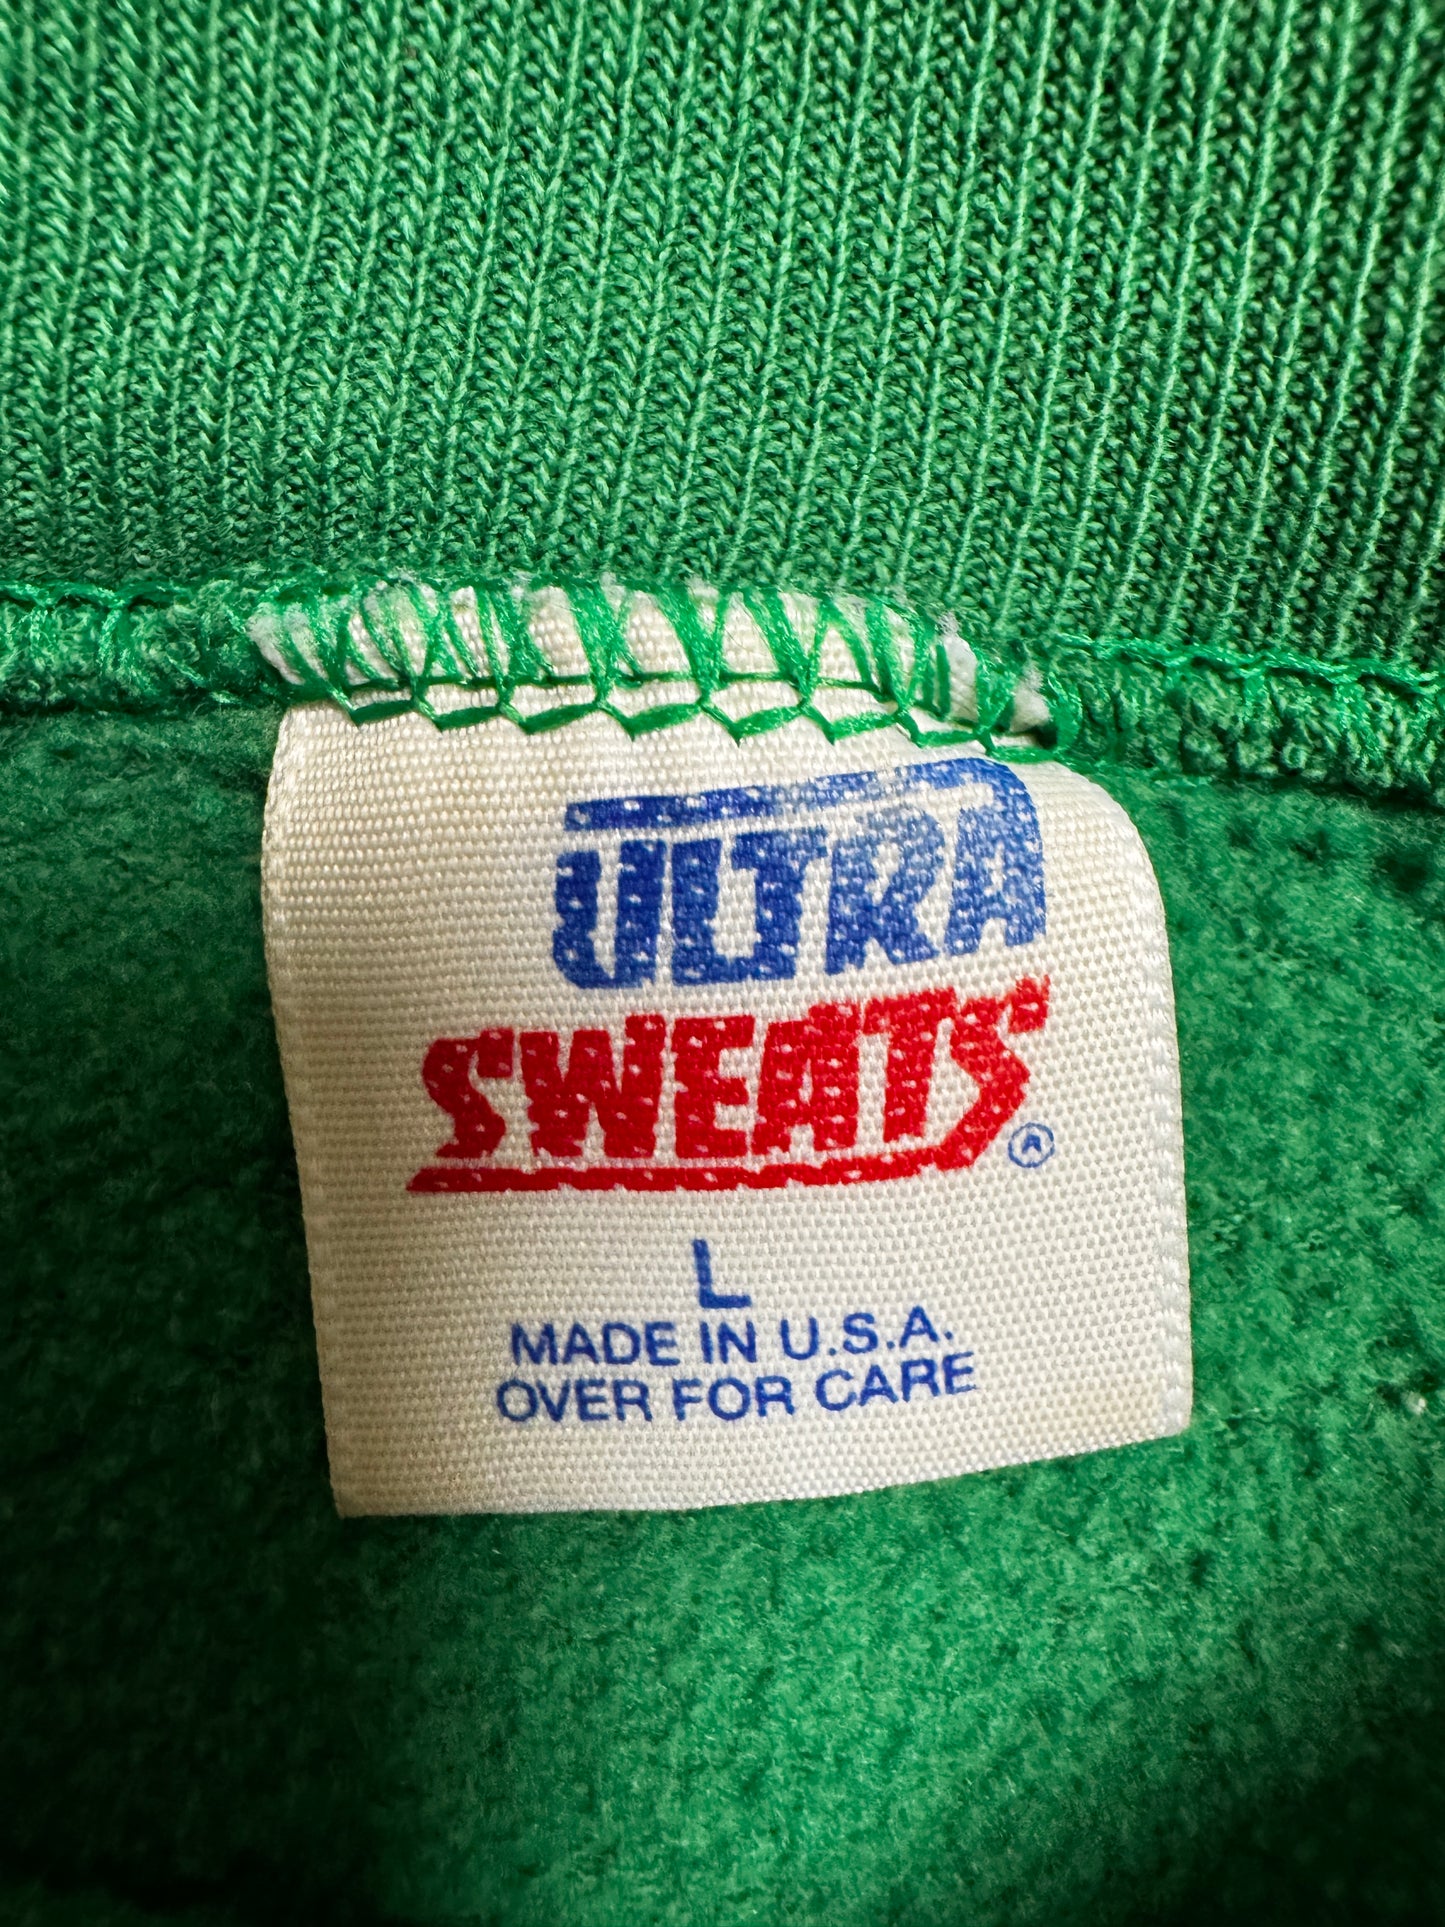 ULTRA
SWEATS®
L
MADE IN U.S.A.
OVER FOR CARE